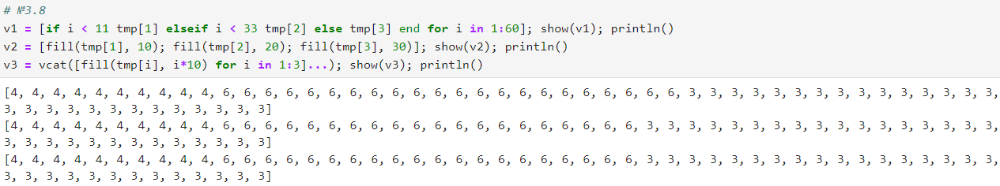 # №3.8
v1 = [if i < 11 tmp[1] elseif i < 33 tmp[2] else tmp[3] end for i in 1:60]; show(v1); println()
v2 = [fill(tmp[1], 10); fill(tmp[2], 20); fill(tmp[3], 30)]; show(v2); println()
v3 = vcat([fill(tmp[i], i*10) for i in 1:3]...); show(v3); println()
[4, 4, 4, 4, 4, 4, 4, 4, 4, 4, 6, 6, 6, 6, 6, 6, 6, 6, 6, 6, 6, 6, 6, 6, 6, 6, 6, 6, 6, 6, 6, 6, 3, 3, 3, 3, 3, 3, 3, 3, 3, 3, 3, 3, 3, 3, 3,
3, 3, 3, 3, 3, 3, 3, 3, 3, 3, 3, 3, 3]
[4, 4, 4, 4, 4, 4, 4, 4, 4, 4, 6, 6, 6, 6, 6, 6, 6, 6, 6, 6, 6, 6, 6, 6, 6, 6, 6, 6, 6, 6, 3, 3, 3, 3, 3, 3, 3, 3, 3, 3, 3, 3, 3, 3, 3, 3, 3,
3, 3, 3, 3, 3, 3, 3, 3, 3, 3, 3, 3, 3]
[4, 4, 4, 4, 4, 4, 4, 4, 4, 4, 6, 6, 6, 6, 6, 6, 6, 6, 6, 6, 6, 6, 6, 6, 6, 6, 6, 6, 6, 6, 3, 3, 3, 3, 3, 3, 3, 3, 3, 3, 3, 3, 3, 3, 3, 3, 3,
3, 3, 3, 3, 3, 3, 3, 3, 3, 3, 3, 3, 3]